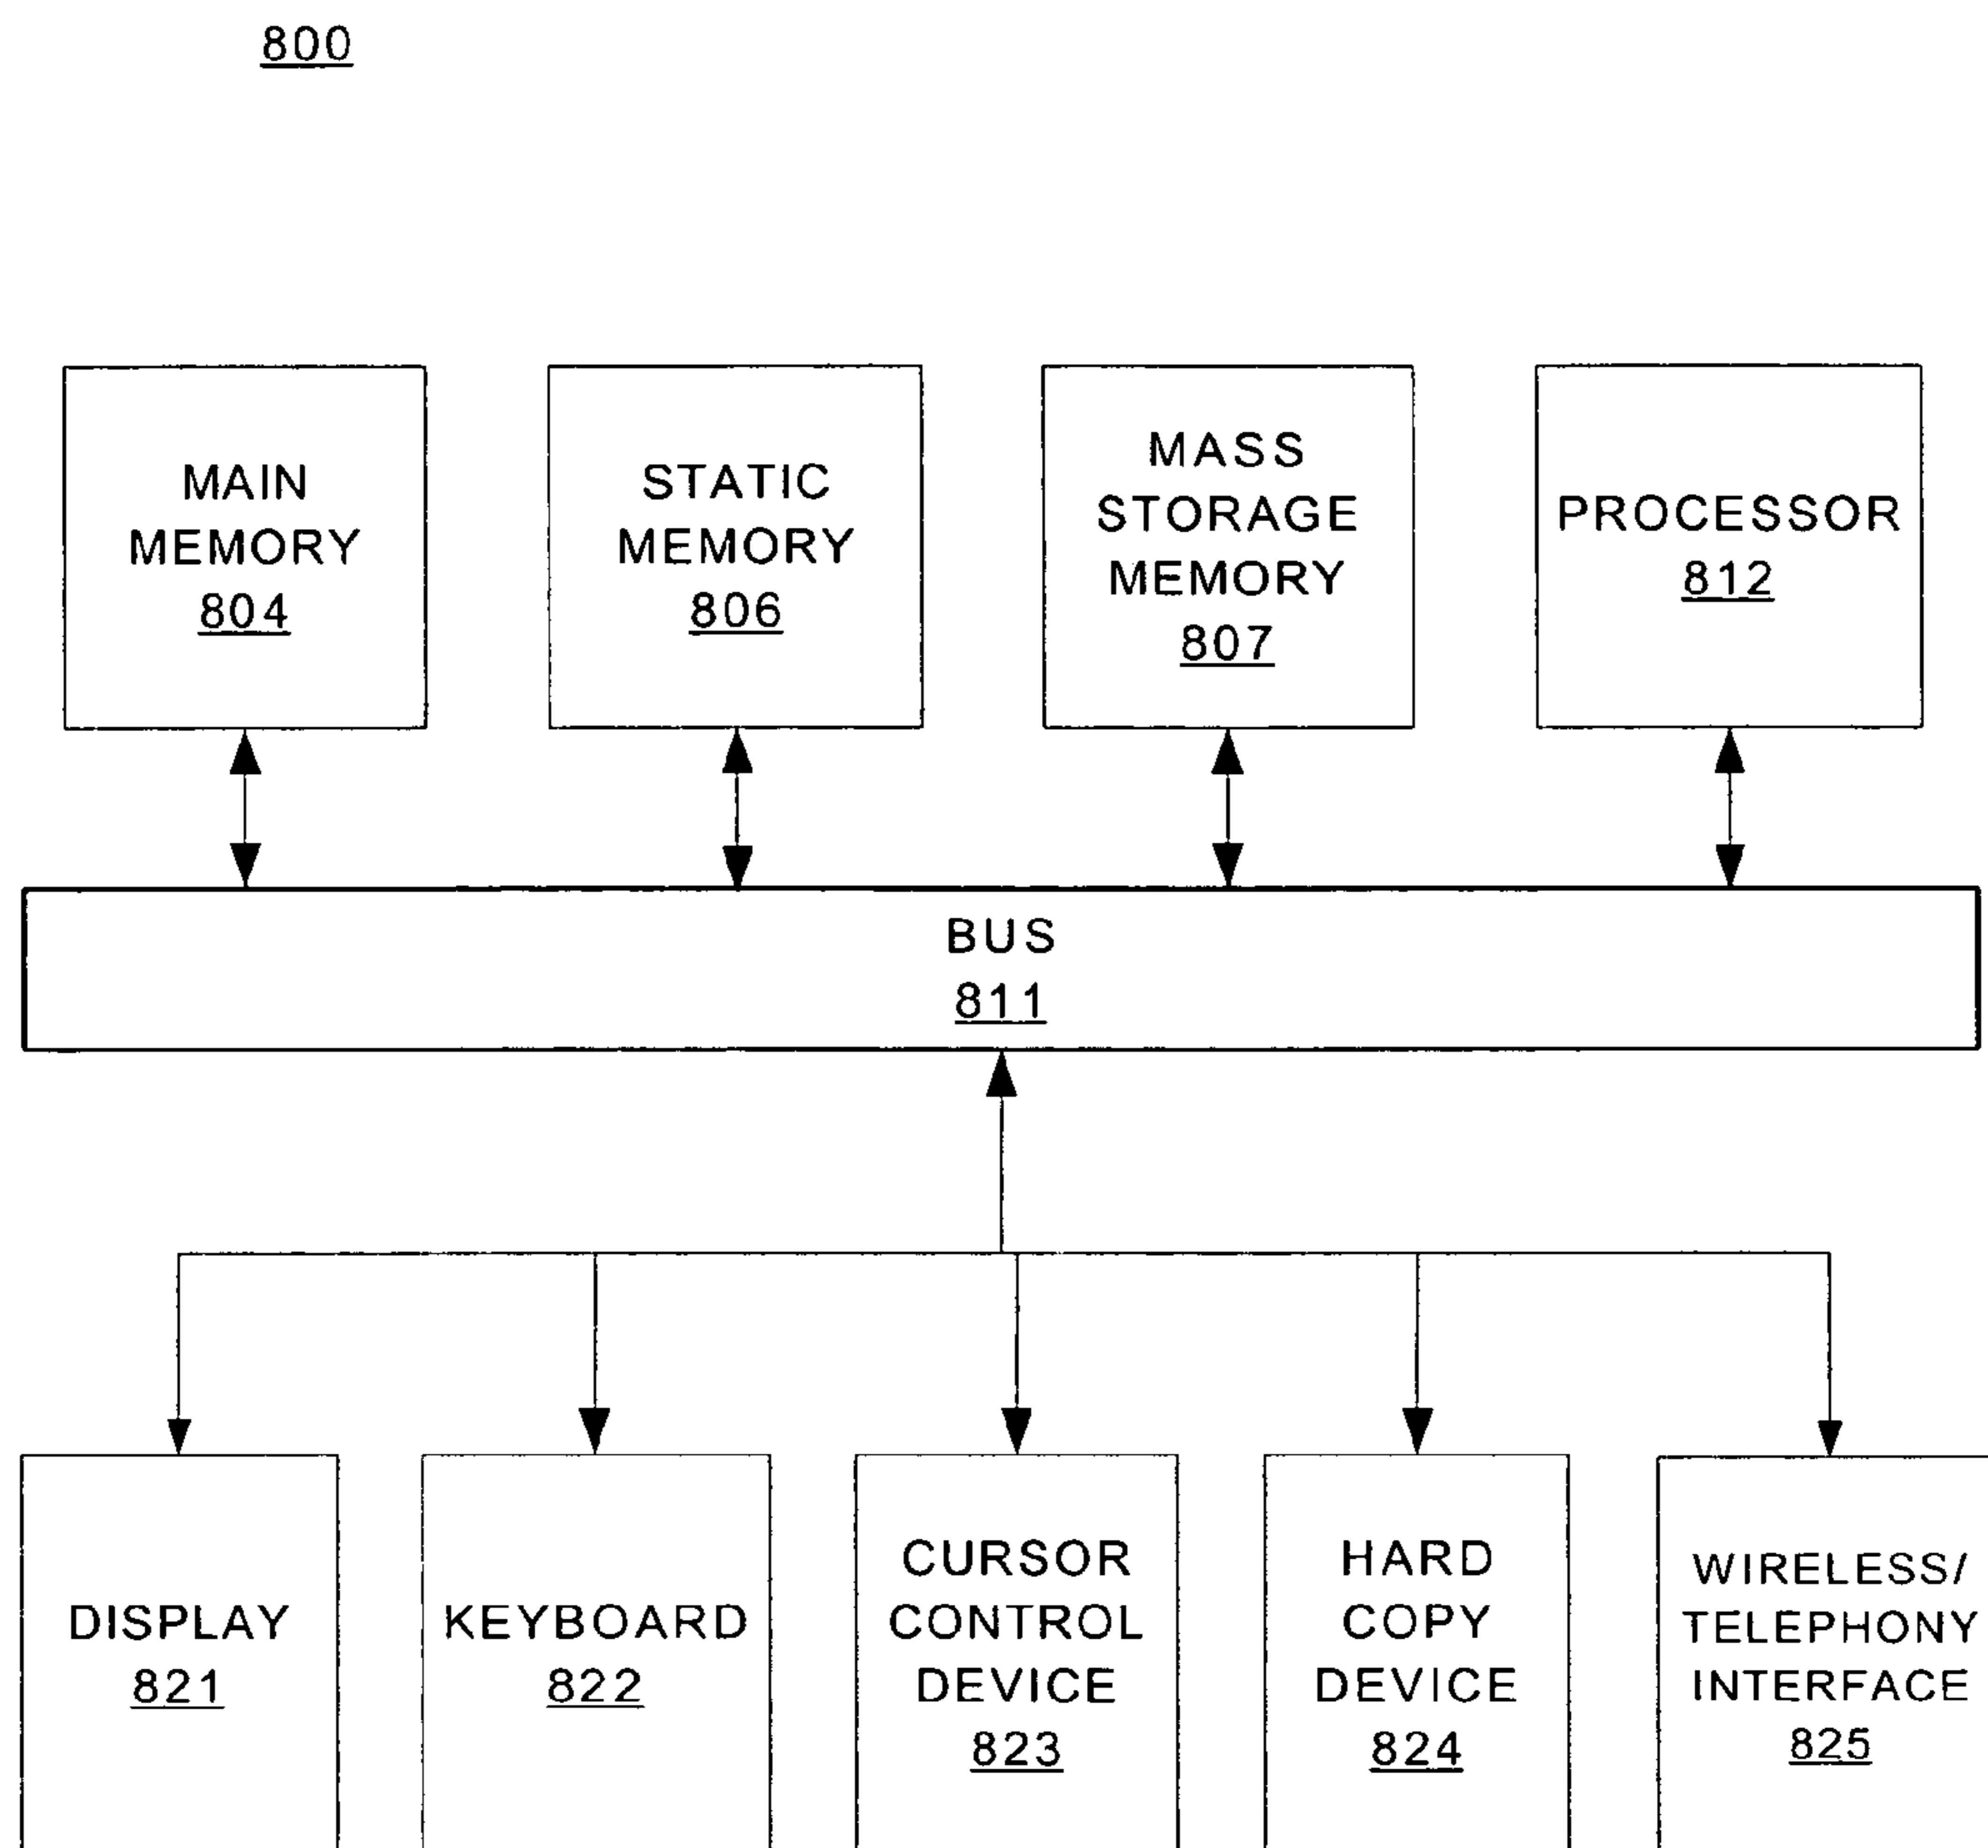 800
MAIN
MEMORY
804
STATIC
MEMORY
806
MASS
STORAGE
MEMORY
807
PROCESSOR
812
BUS
811
DISPLAY
821
KEYBOARD
822
CURSOR
CONTROL
DEVICE
823
HARD
COPY
DEVICE
824
WIRELESS/
TELEPHONY
INTERFACE
825